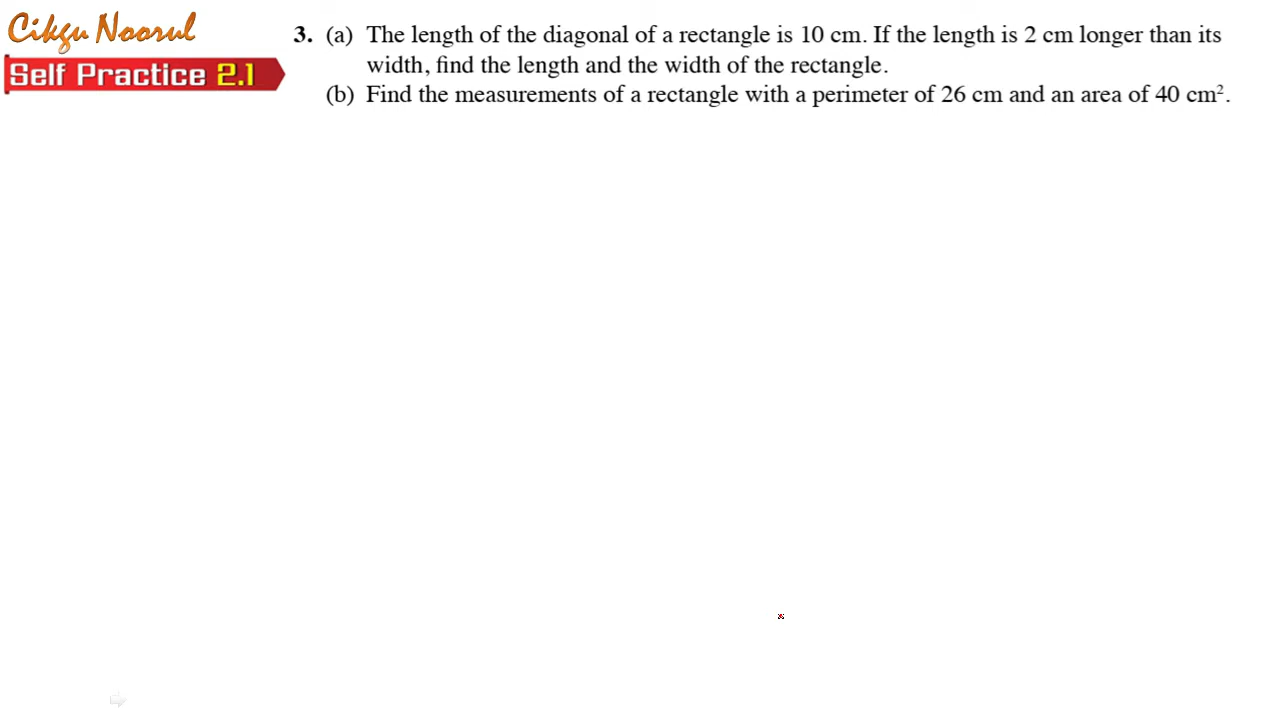 Cikgu Noorul
Self Practice 2.1
3. (a) The length of the diagonal of a rectangle is 10 cm. If the length is 2 cm longer than its
width, find the length and the width of the rectangle.
(b) Find the measurements of a rectangle with a perimeter of 26 cm and an area of 40 cm².